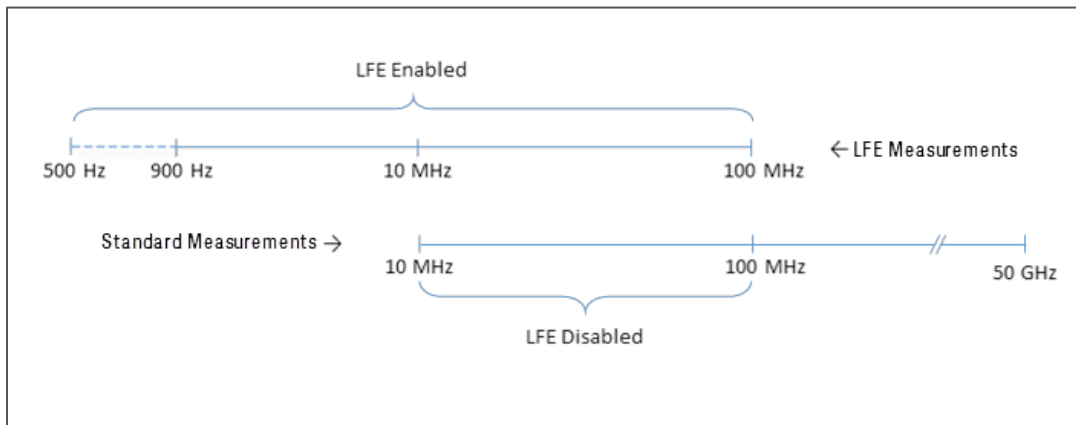 LFE Enabled
500 Hz 900 Hz 10 MHz 100 MHz ← LFE Measurements
Standard Measurements → 10 MHz 100 MHz // 50 GHz
LFE Disabled